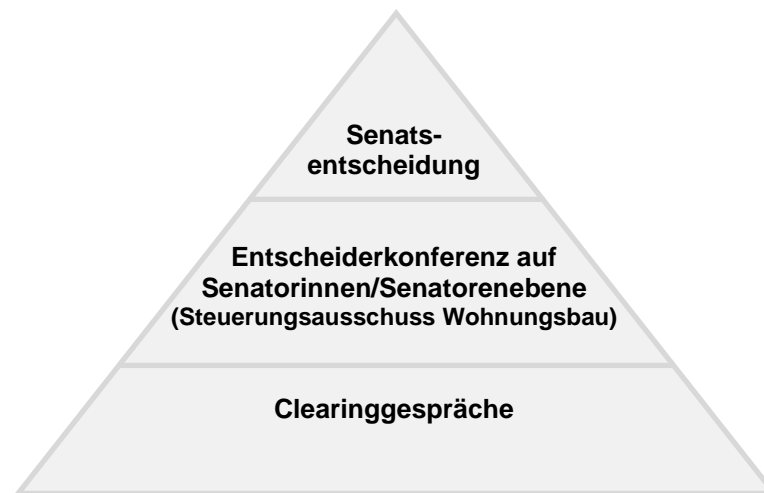 Senats-
entscheidung
Entscheiderkonferenz auf
Senatorinnen/Senatorenebene
(Steuerungsausschuss Wohnungsbau)
Clearinggespräche